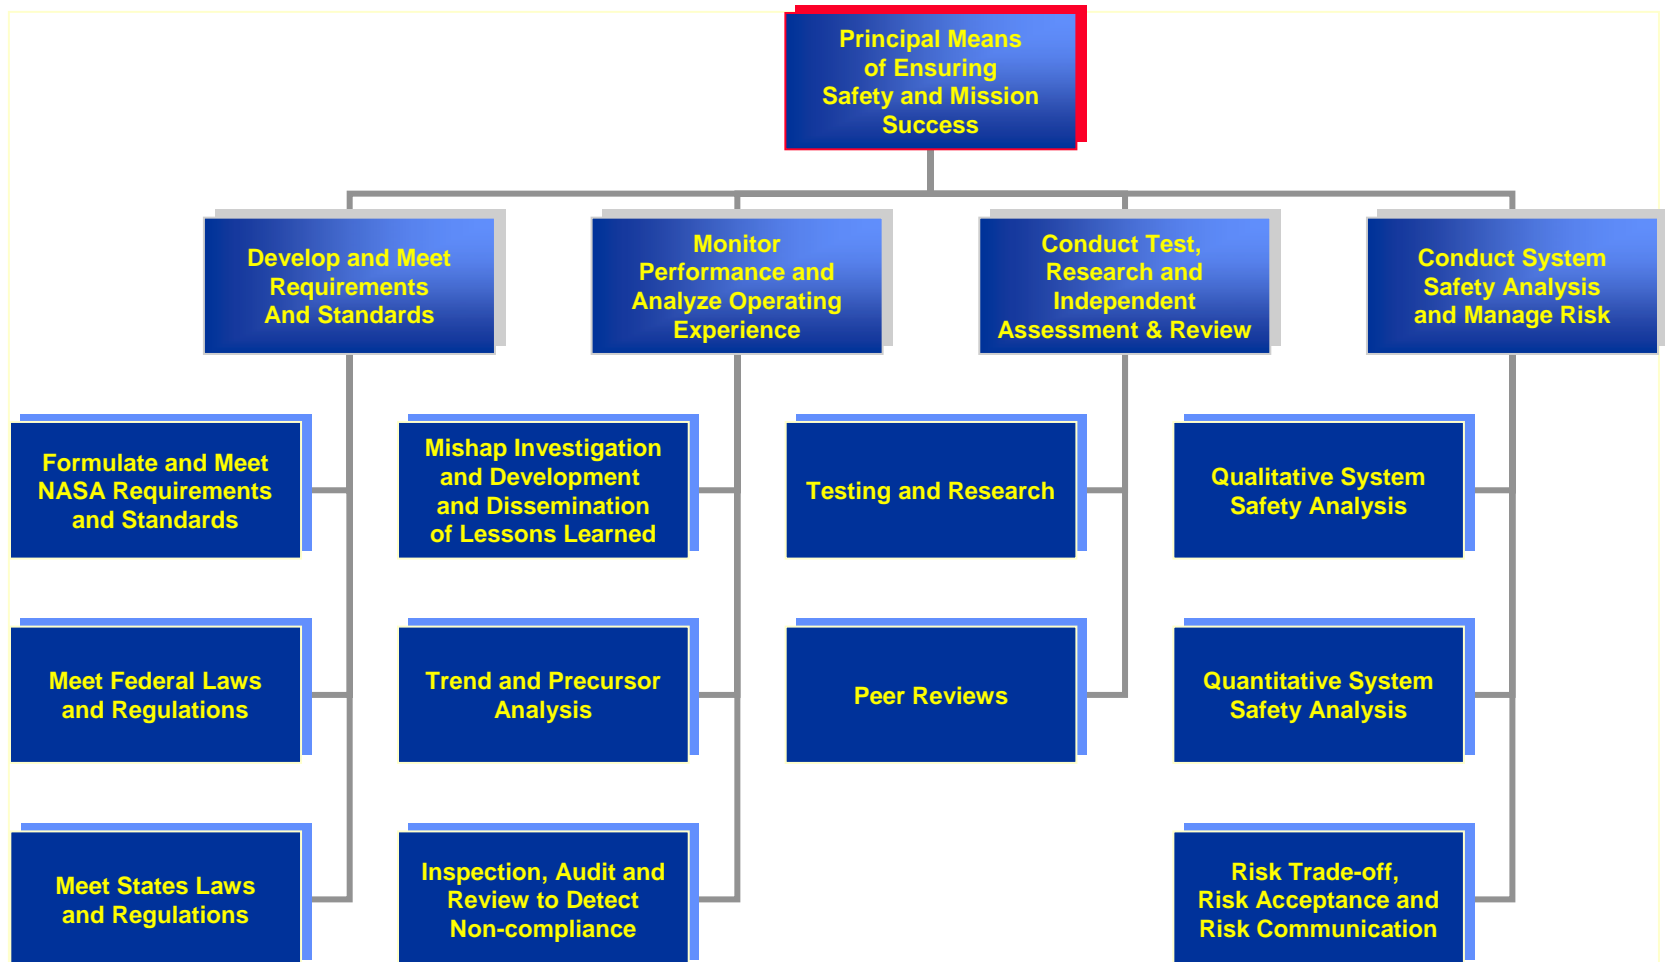 Principal Means
of Ensuring
Safety and Mission
Success
Develop and Meet
Requirements
And Standards
Monitor
Performance and
Analyze Operating
Experience
Conduct Test,
Research and
Independent
Assessment & Review
Conduct System
Safety Analysis
and Manage Risk
Formulate and Meet
NASA Requirements
and Standards
Mishap Investigation
and Development
and Dissemination
of Lessons Learned
Testing and Research
Qualitative System
Safety Analysis
Meet Federal Laws
and Regulations
Trend and Precursor
Analysis
Peer Reviews
Quantitative System
Safety Analysis
Meet States Laws
and Regulations
Inspection, Audit and
Review to Detect
Non-compliance
Risk Trade-off,
Risk Acceptance and
Risk Communication